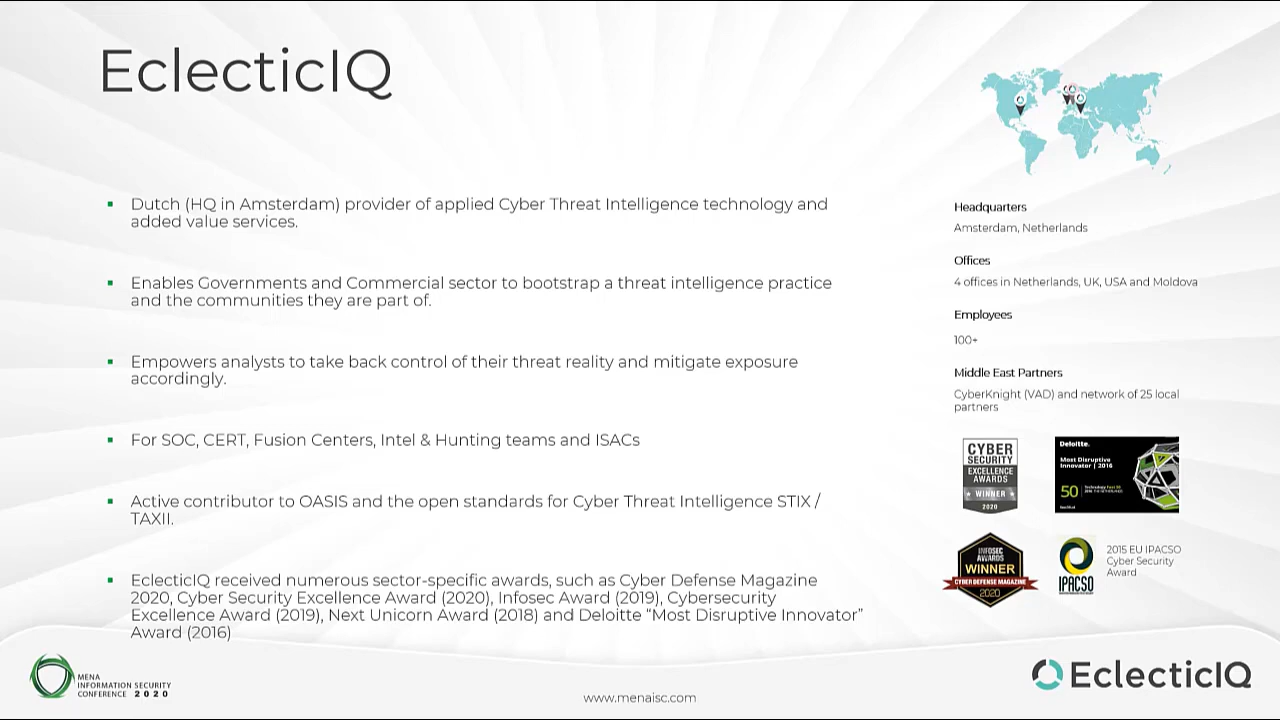 EclecticIQ
Dutch (HQ in Amsterdam) provider of applied Cyber Threat Intelligence technology and
added value services.
Enables Governments and Commercial sector to bootstrap a threat intelligence practice
and the communities they are part of.
Empowers analysts to take back control of their threat reality and mitigate exposure
accordingly.
For SOC, CERT, Fusion Centers, Intel & Hunting teams and ISACs
Active contributor to OASIS and the open standards for Cyber Threat Intelligence STIX /
TAXII.
EclecticIQ received numerous sector-specific awards, such as Cyber Defense Magazine
2020, Cyber Security Excellence Award (2020), Infosec Award (2019), Cybersecurity
Excellence Award (2019), Next Unicorn Award (2018) and Deloitte “Most Disruptive Innovator”
Award (2016)
Headquarters
Amsterdam, Netherlands
Offices
4 offices in Netherlands, UK, USA and Moldova
Employees
100+
Middle East Partners
CyberKnight (VAD) and network of 25 local
partners
CYBER
SECURITY
EXCELLENCE
AWARDS
WINNER
2020
Deloitte.
Most Disruptive
Innovator | 2016
50
Technology Fast 50
INFOSEC
AWARDS
WINNER
CYBER DEFENSE MAGAZINE
2020
IPACSO
2015 EU IPACSO
Cyber Security
Award
MENA
INFORMATION SECURITY
CONFERENCE 2020
www.menaisc.com
EclecticIQ